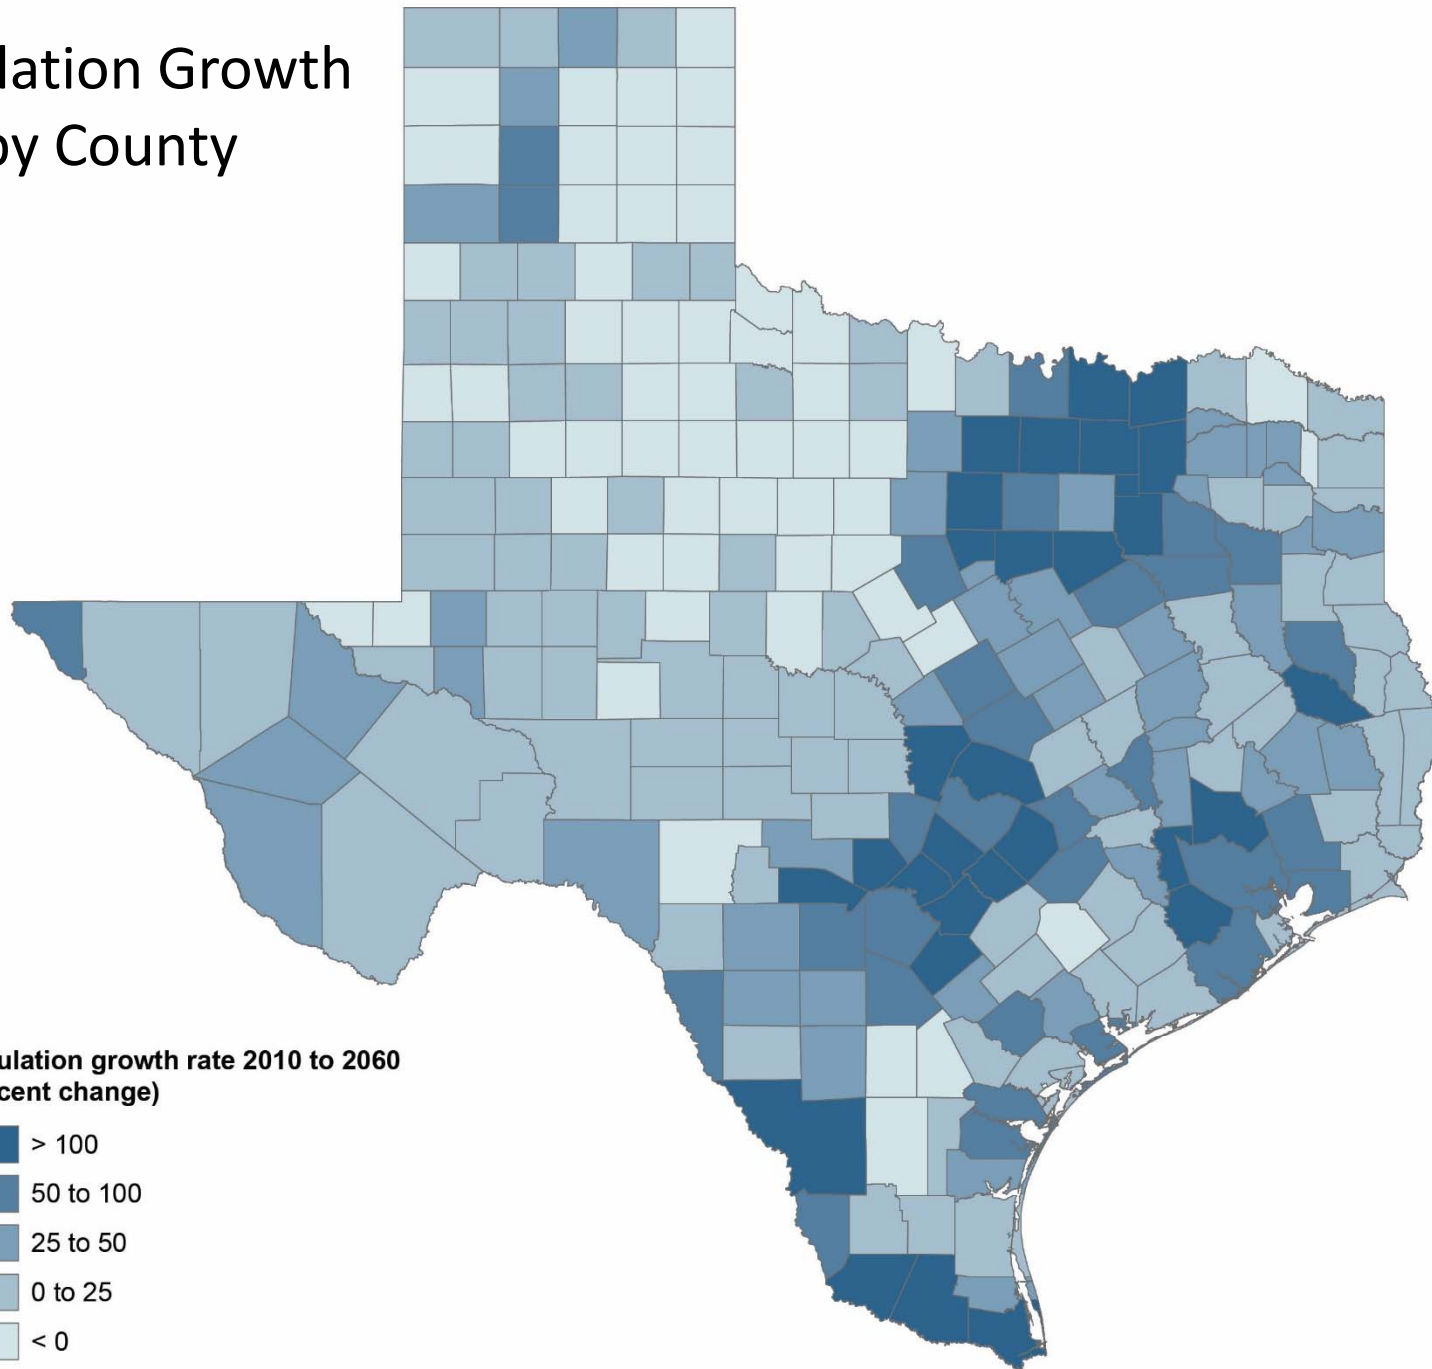 lation Growth
by County
ulation growth rate 2010 to 2060
cent change)
> 100
50 to 100
25 to 50
0 to 25
< 0